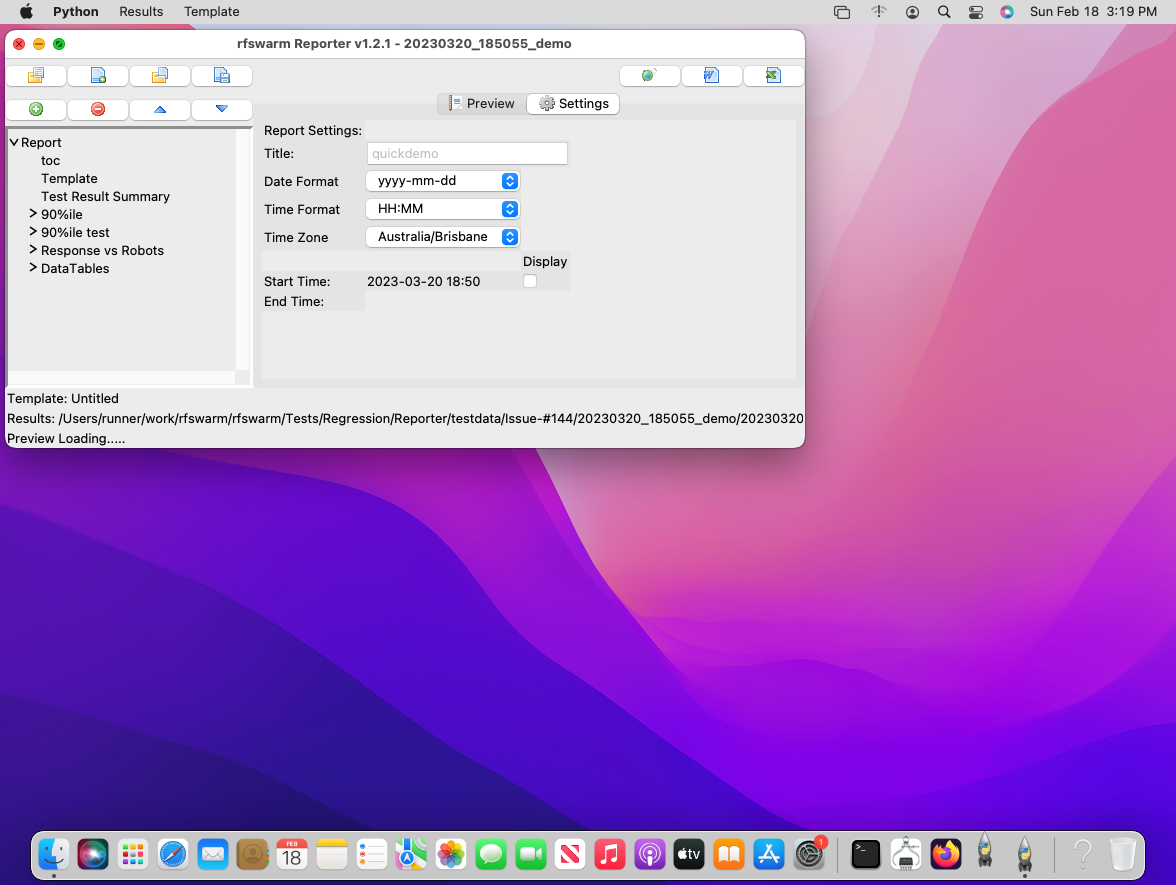 Python Results Template Sun Feb 18 3:19 PM
rfswarm Reporter v1.2.1 - 20230320_185055_demo
Preview Settings
Report
toc
Template
Test Result Summary
90%ile
90%ile test
Response vs Robots
DataTables
Report Settings:
Title: quickdemo
Date Format yyyy-mm-dd
Time Format HH:MM
Time Zone Australia/Brisbane
Display
Start Time: 2023-03-20 18:50
End Time:
Template: Untitled
Results: /Users/runner/work/rfswarm/rfswarm/Tests/Regression/Reporter/testdata/Issue-#144/20230320_185055_demo/20230320
Preview Loading.....
FEB
18
tv
1
>_
?